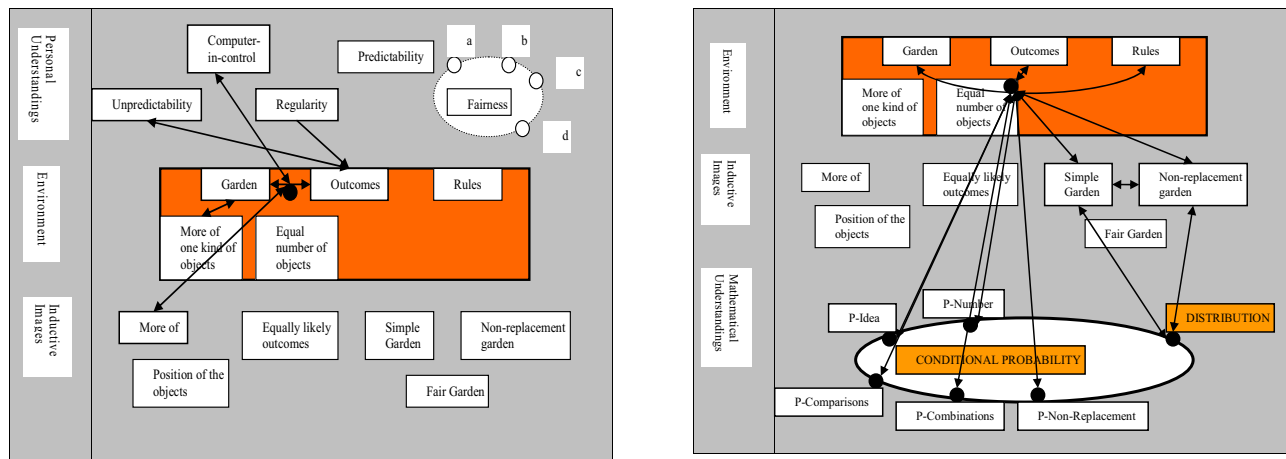 Personal
Understandings
Environment
Inductive
Images
Computer-
in-control
Predictability
a
b
c
d
Fairness
Unpredictability
Regularity
Garden
Outcomes
Rules
More of
one kind of
objects
Equal
number of
objects
More of
Equally likely
outcomes
Simple
Garden
Non-replacement
garden
Position of the
objects
Fair Garden
Environment
Inductive
Images
Mathematical
Understandings
Garden
Outcomes
Rules
More of
one kind of
objects
Equal
number of
objects
More of
Equally likely
outcomes
Simple
Garden
Non-replacement
garden
Position of the
objects
Fair Garden
P-Idea
P-Number
DISTRIBUTION
CONDITIONAL PROBABILITY
P-Comparisons
P-Combinations
P-Non-Replacement